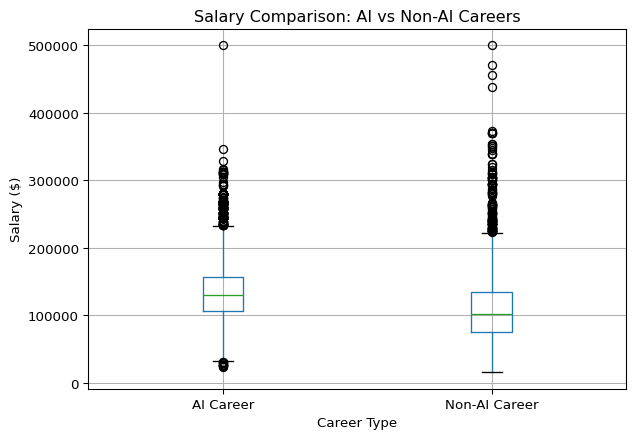 Salary Comparison: AI vs Non-AI Careers
500000
400000
300000
200000
100000
0
Salary ($)
AI Career
Non-AI Career
Career Type